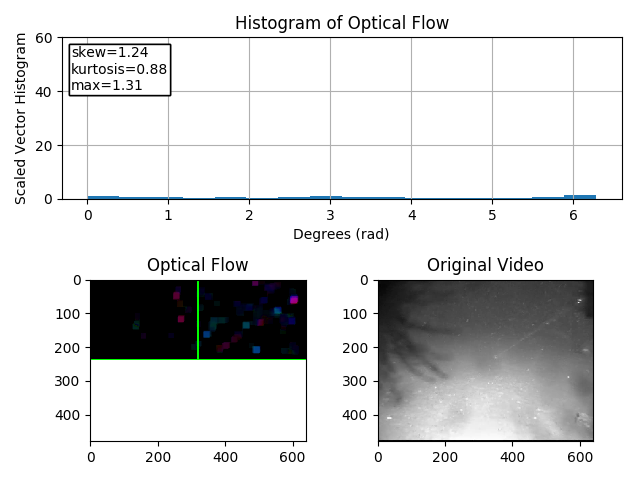 Histogram of Optical Flow
Scaled Vector Histogram
60
40
20
0
skew=1.24
kurtosis=0.88
max=1.31
0 1 2 3 4 5 6
Degrees (rad)
Optical Flow
0
100
200
300
400
0 200 400 600
Original Video
0
100
200
300
400
0 200 400 600